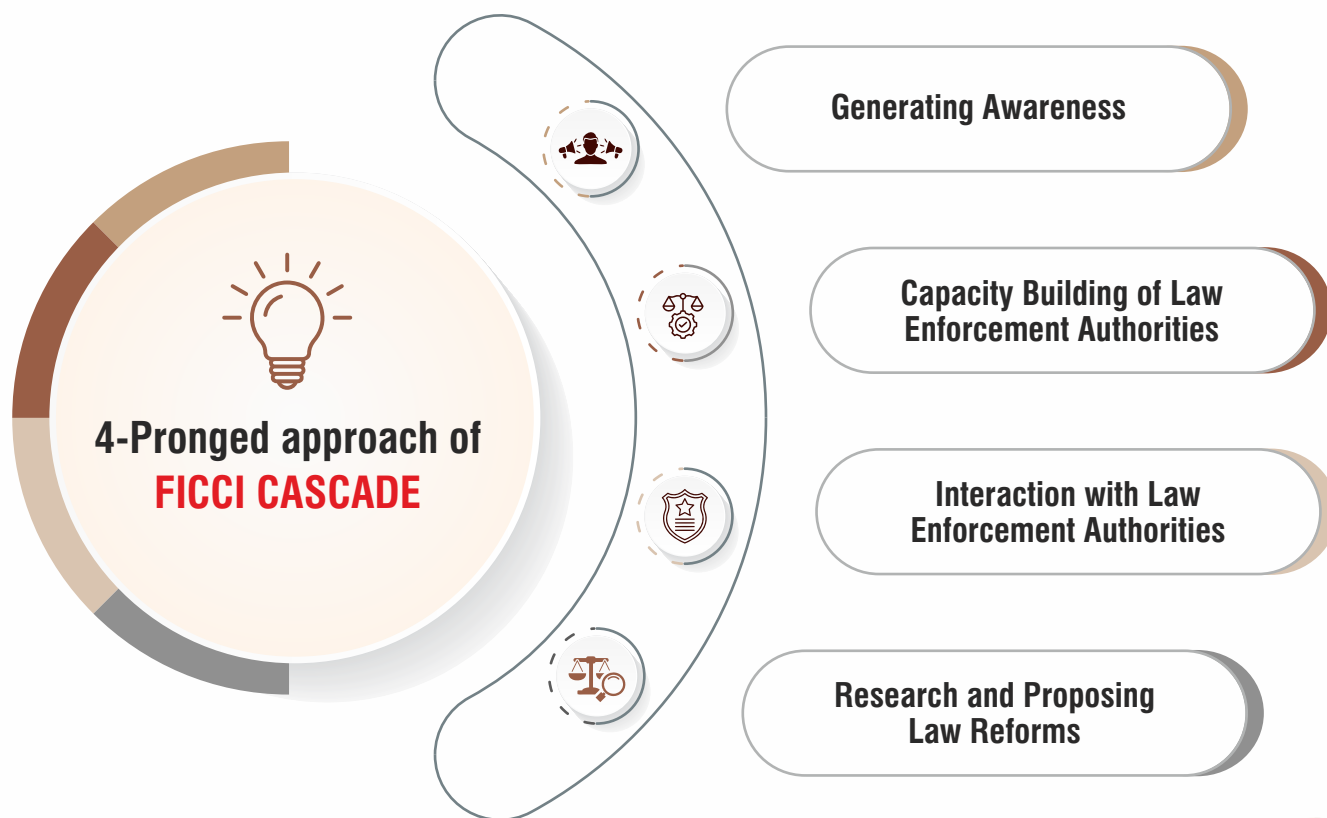 4-Pronged approach of
FICCI CASCADE
Generating Awareness
Capacity Building of Law
Enforcement Authorities
Interaction with Law
Enforcement Authorities
Research and Proposing
Law Reforms